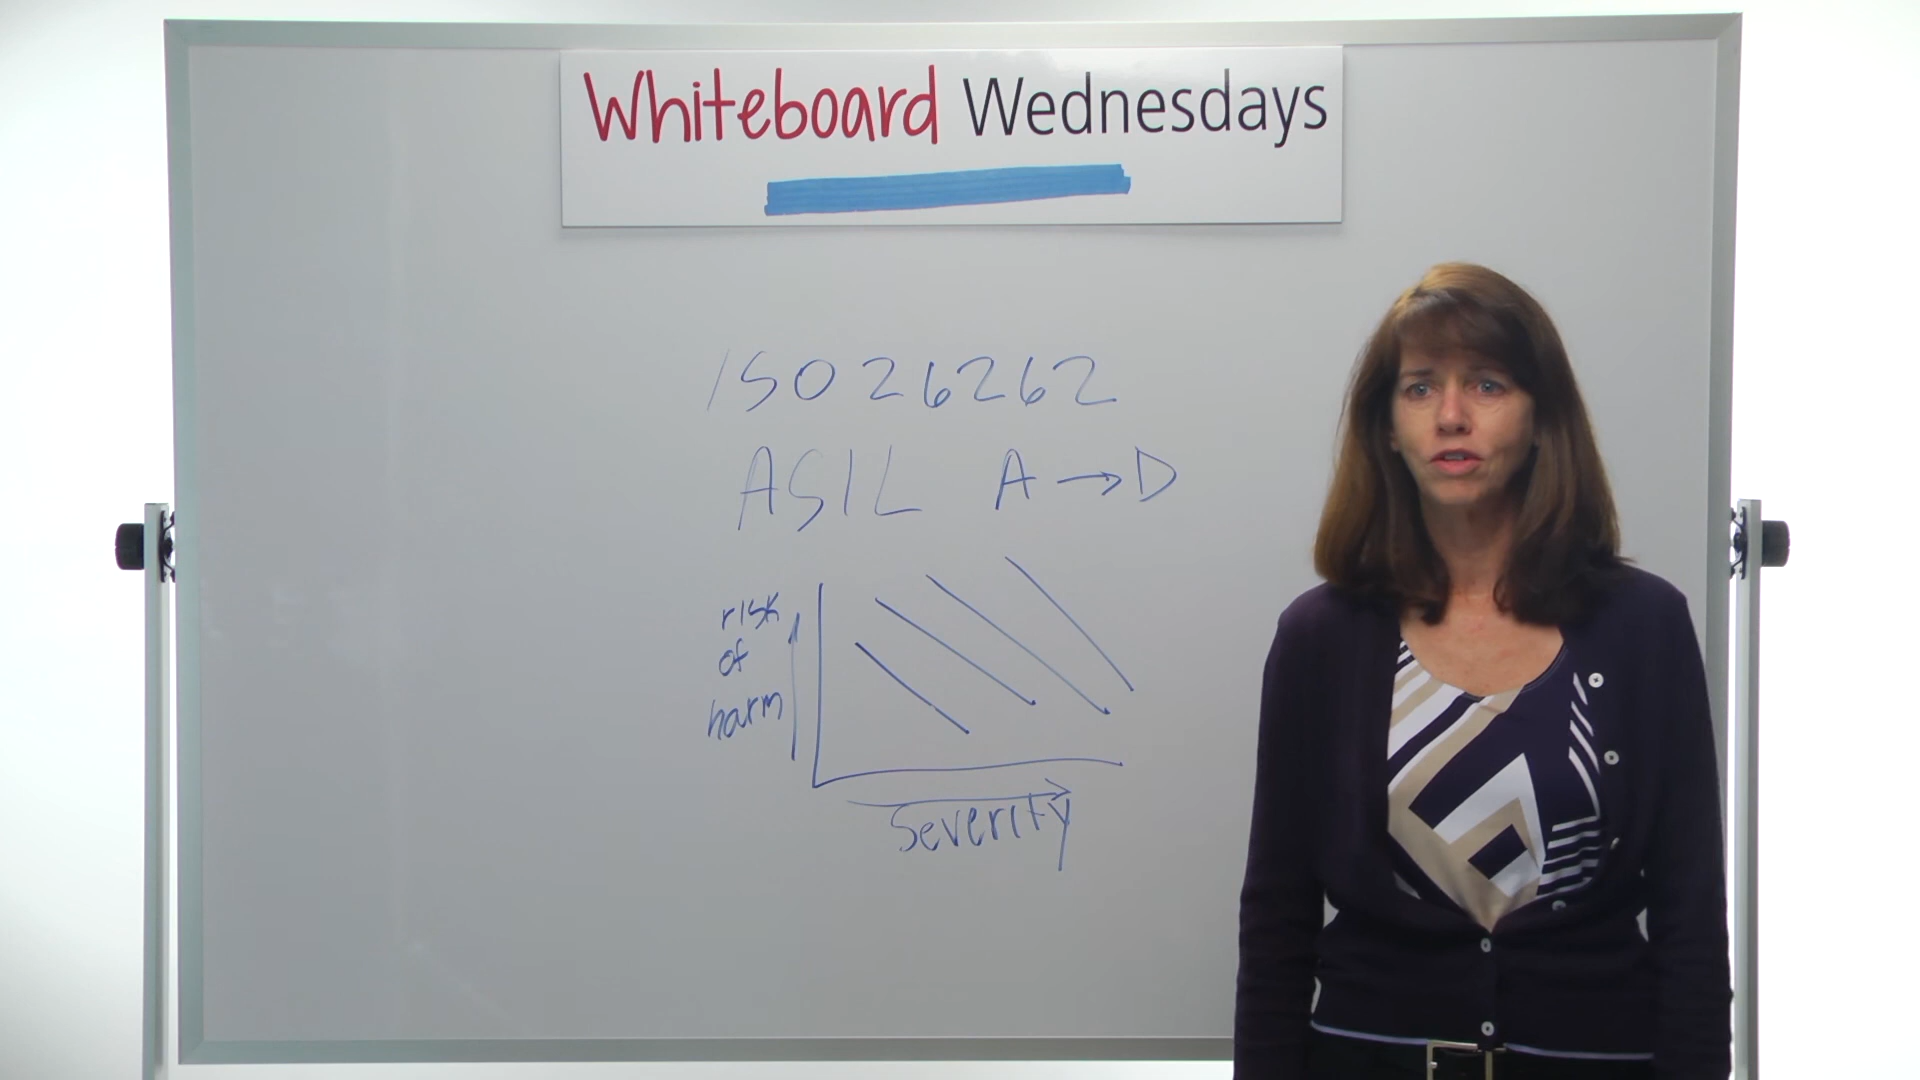 Whiteboard Wednesdays
ISO 26262
ASIL A → D
risk
of
harm
Severity